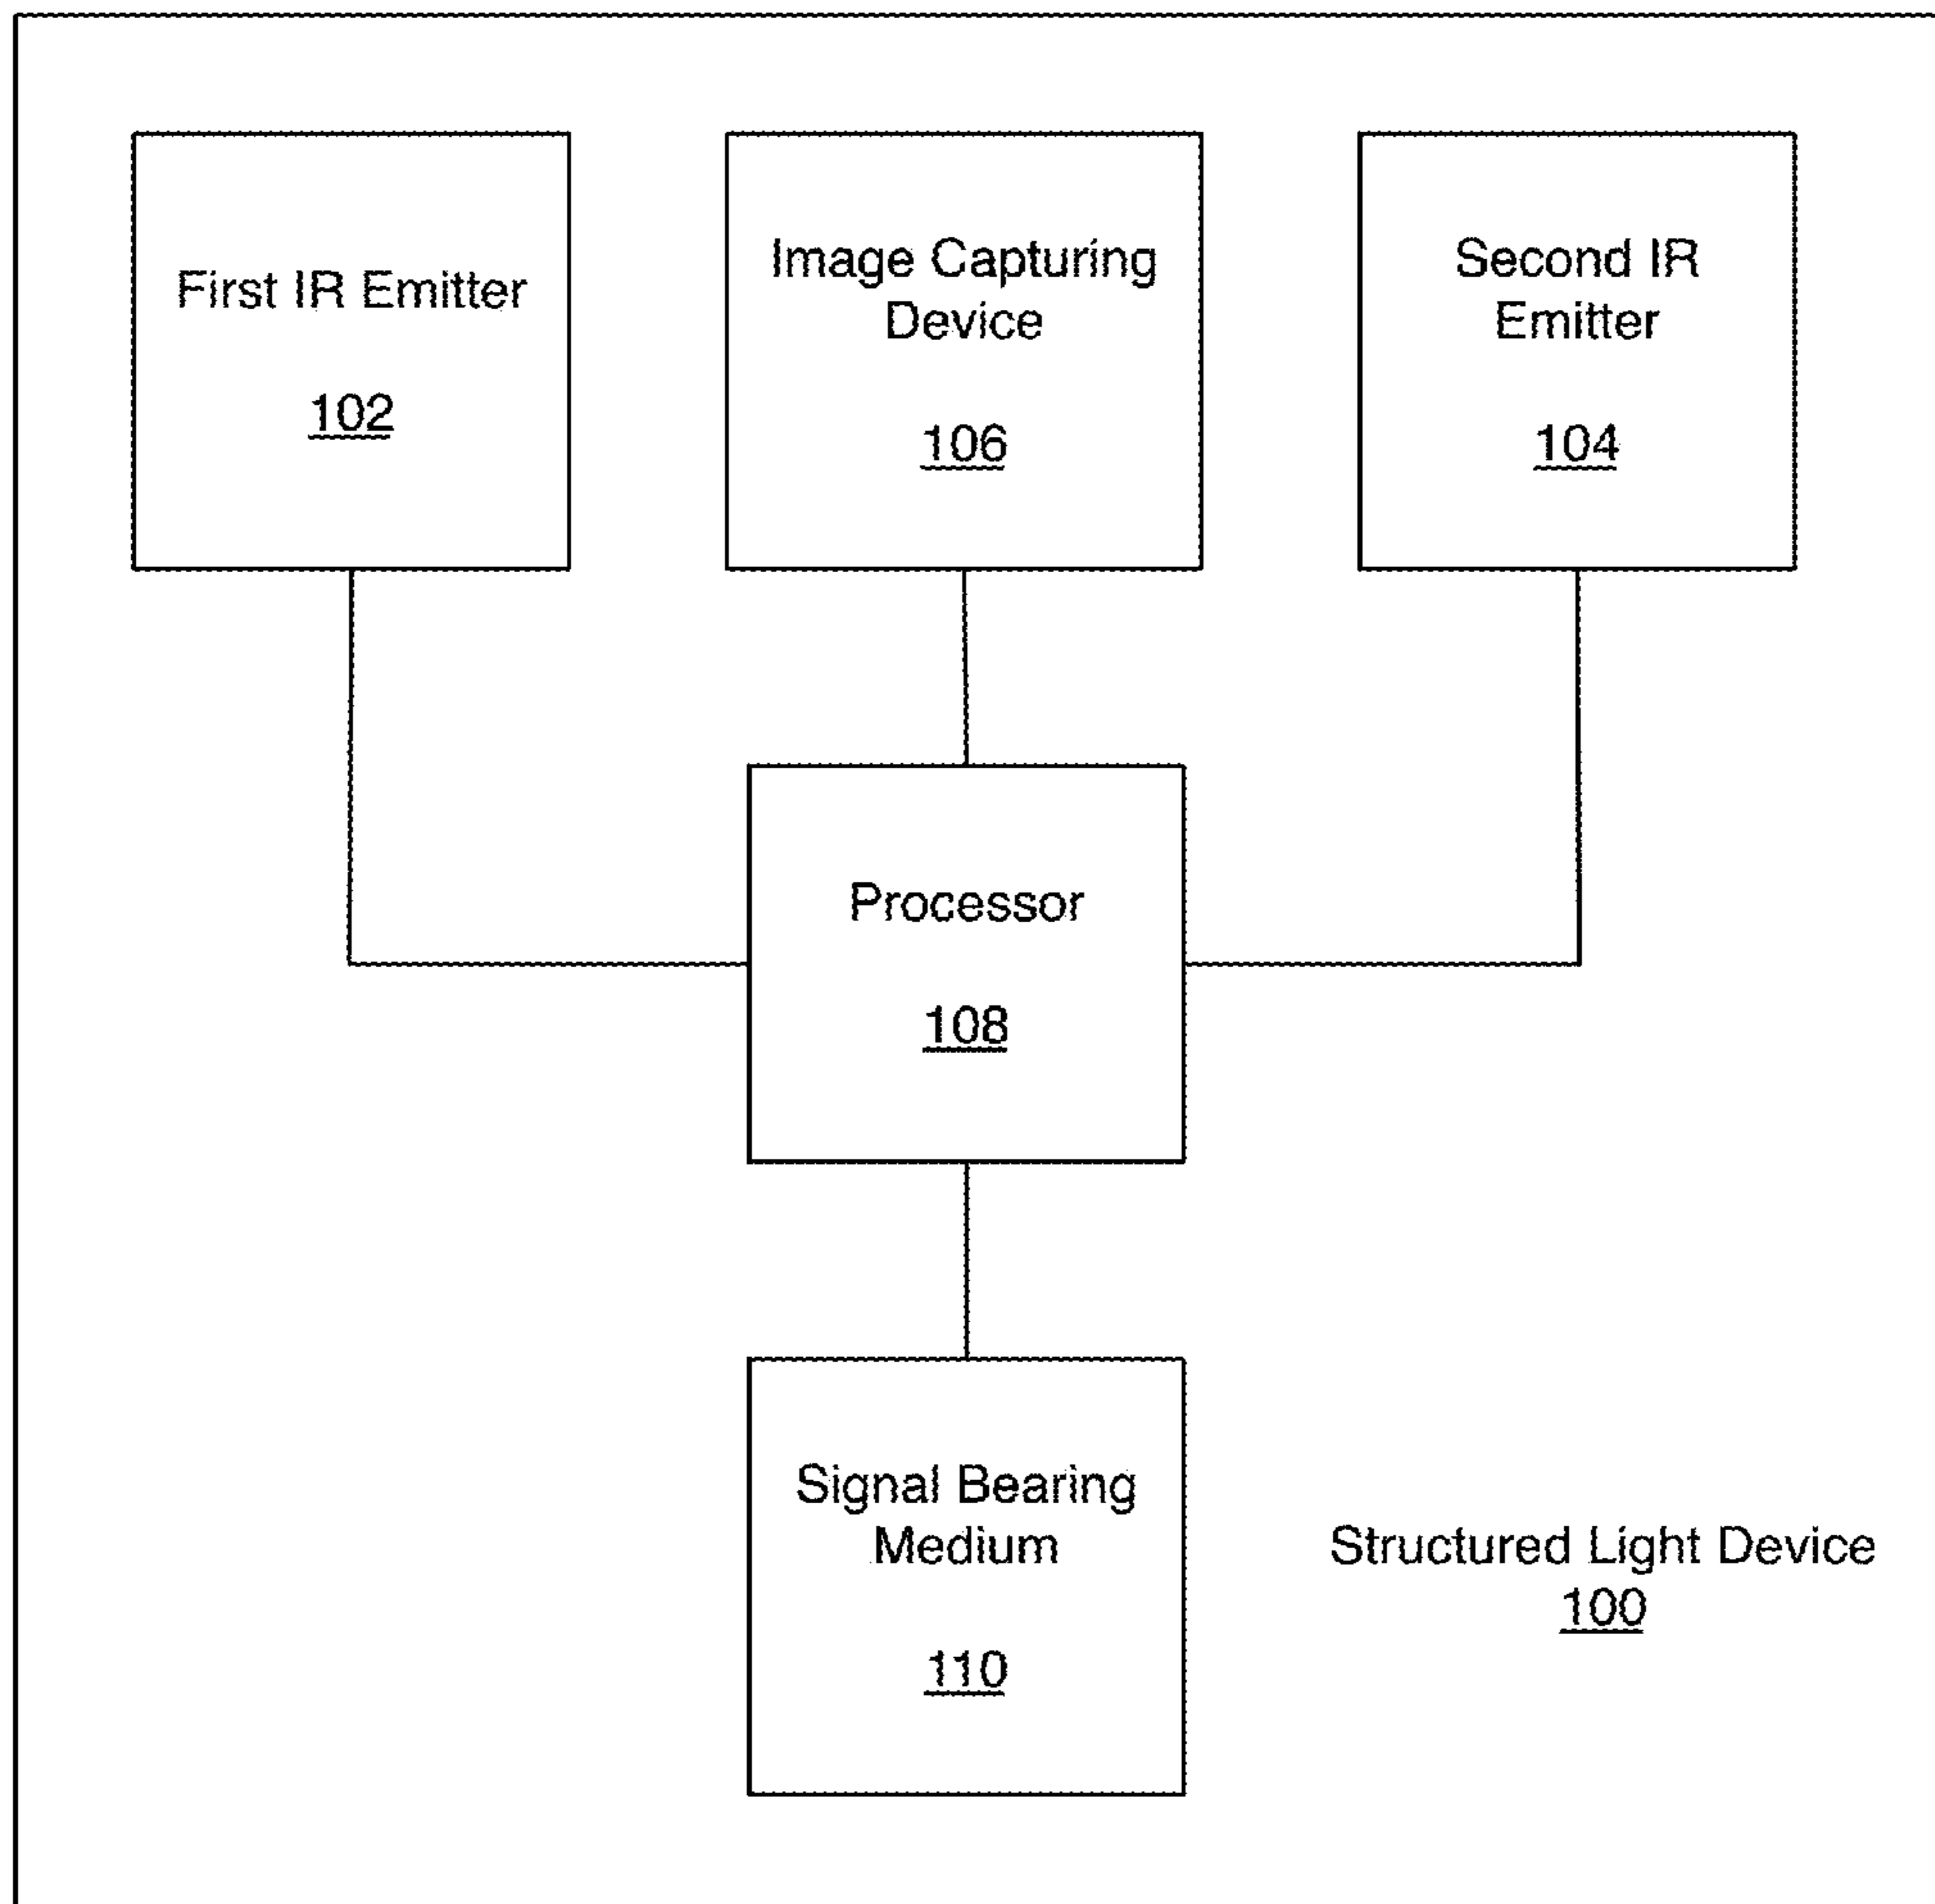 First IR Emitter
102
Image Capturing
Device
106
Second IR
Emitter
104
Processor
108
Signal Bearing
Medium
110
Structured Light Device
100